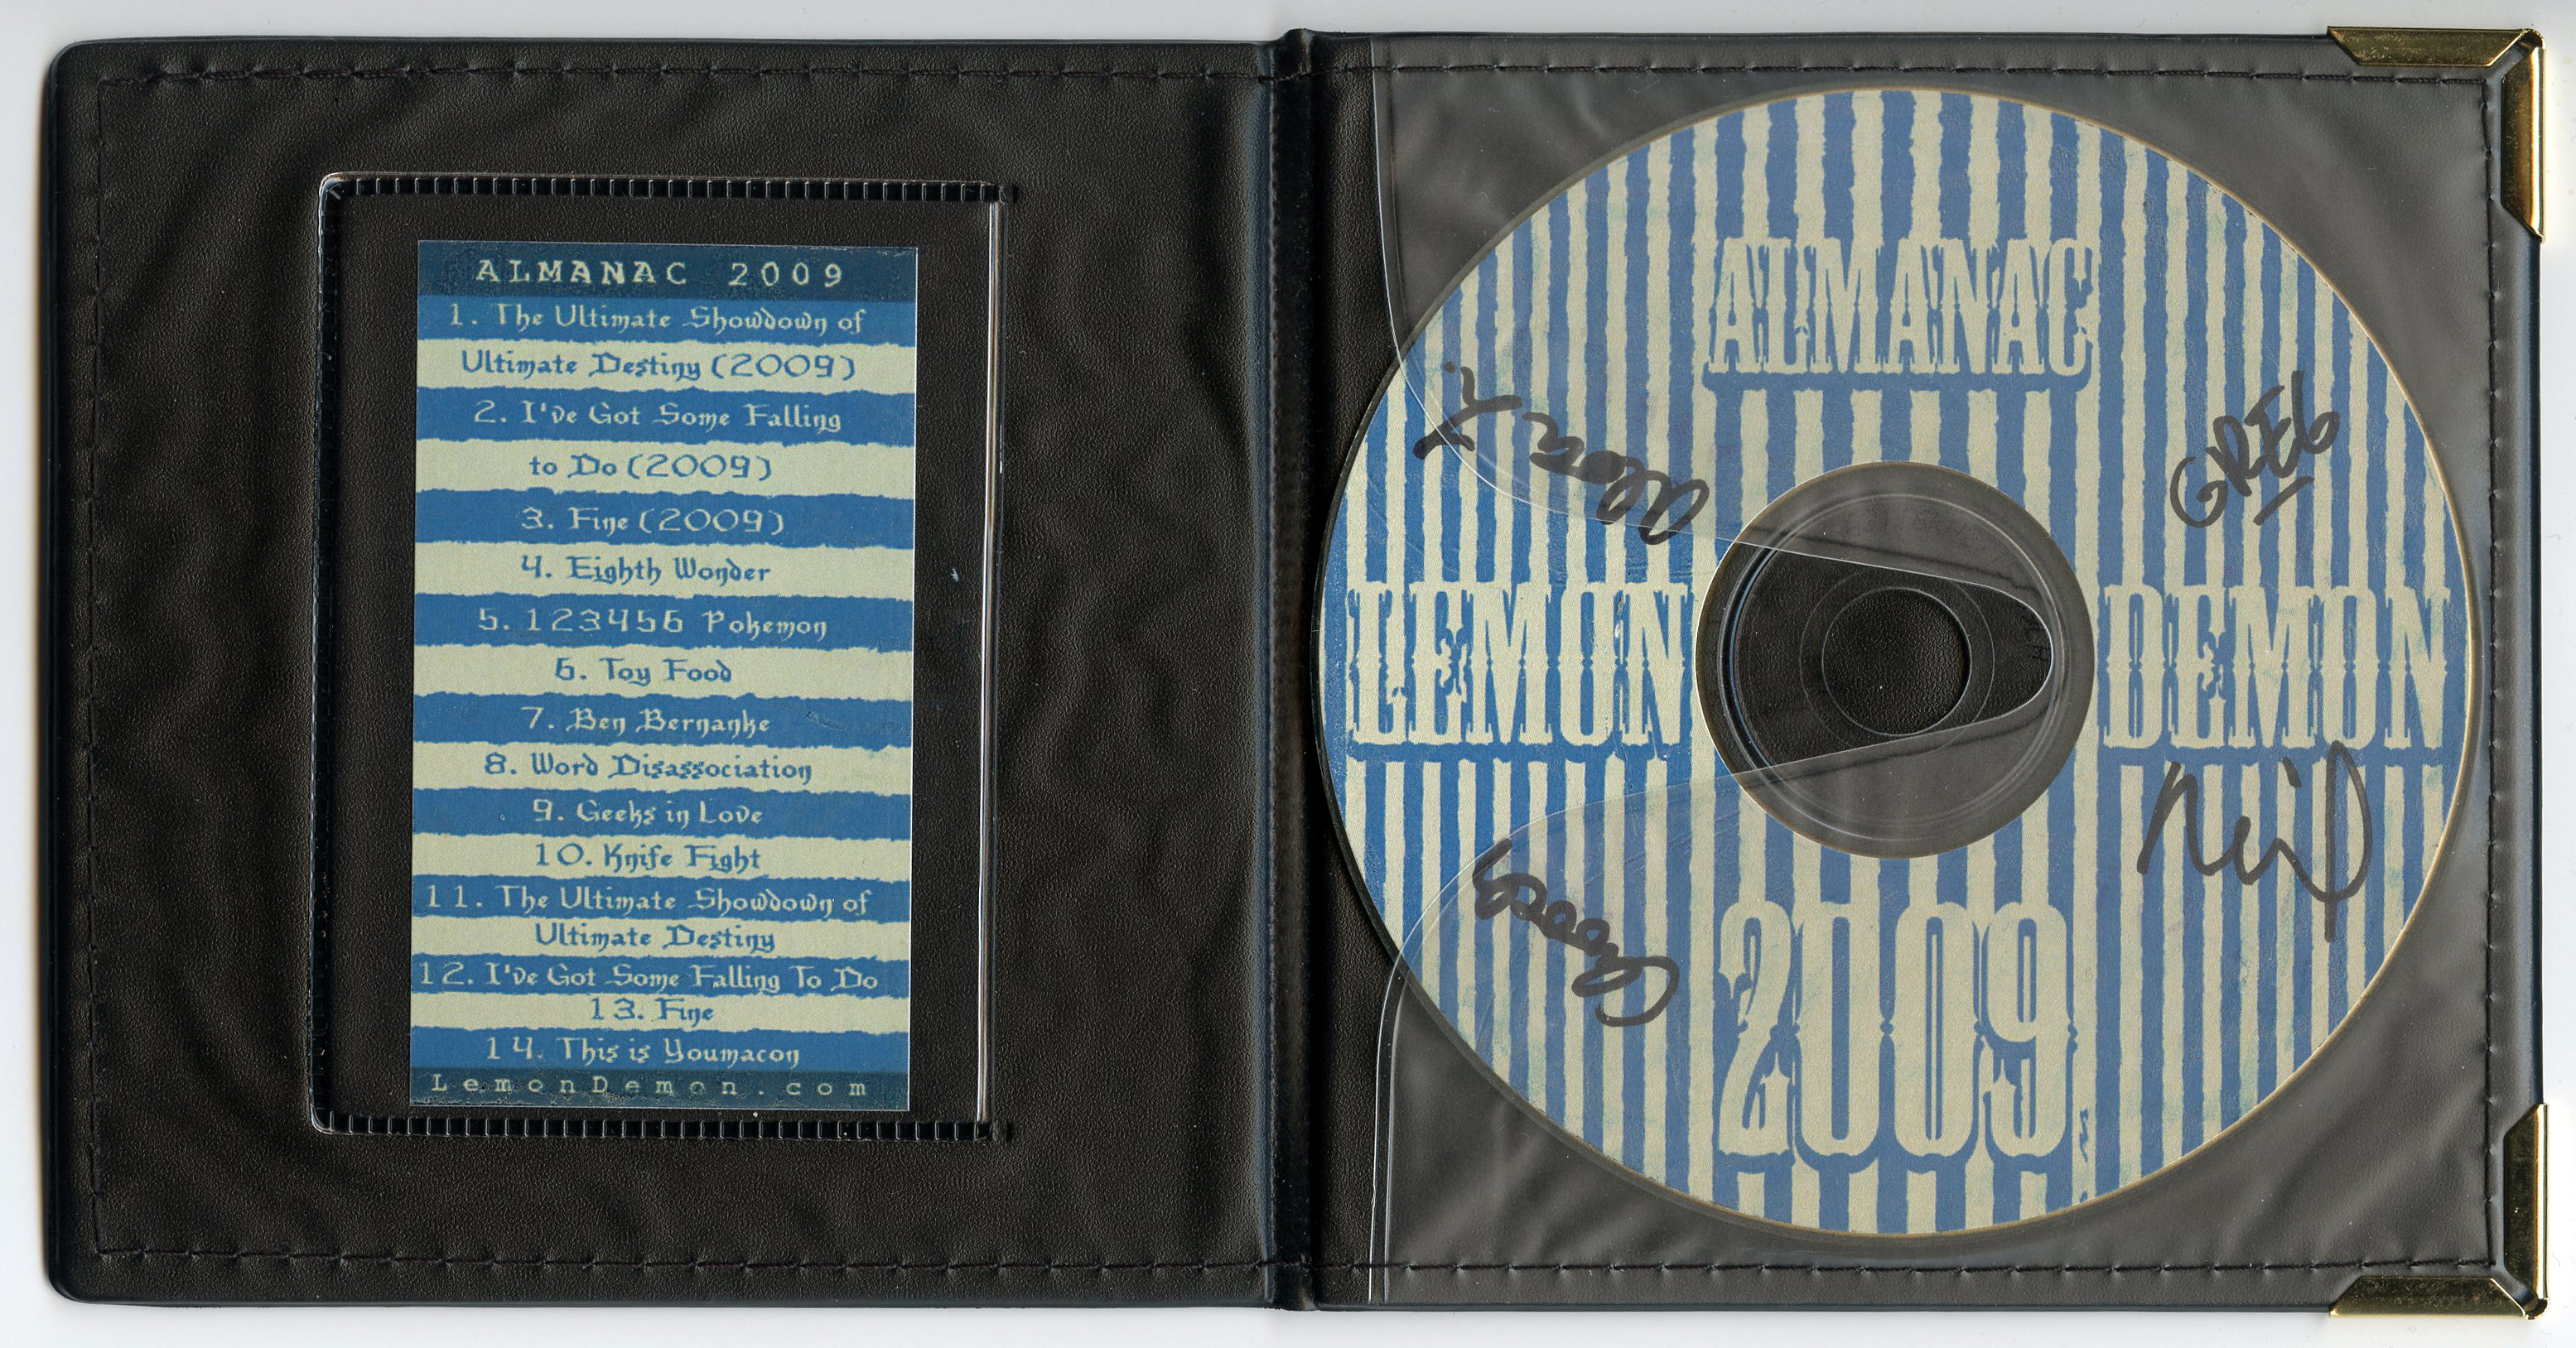 ALMANAC 2009
1. The Ultimate Showdown of
Ultimate Destiny (2009)
2. I've Got Some Falling
to Do (2009)
3. Fine (2009)
4. Eighth Wonder
5. 123456 Pokemon
6. Toy Food
7. Ben Bernanke
8. Word Disassociation
9. Geeks in Love
10. Knife Fight
11. The Ultimate Showdown of
Ultimate Destiny
12. I've Got Some Falling To Do
13. Fine
14. This is Youmacon
LemonDemon.com
ALMANAC
GREG
LEMON DEMON
Neil
2009